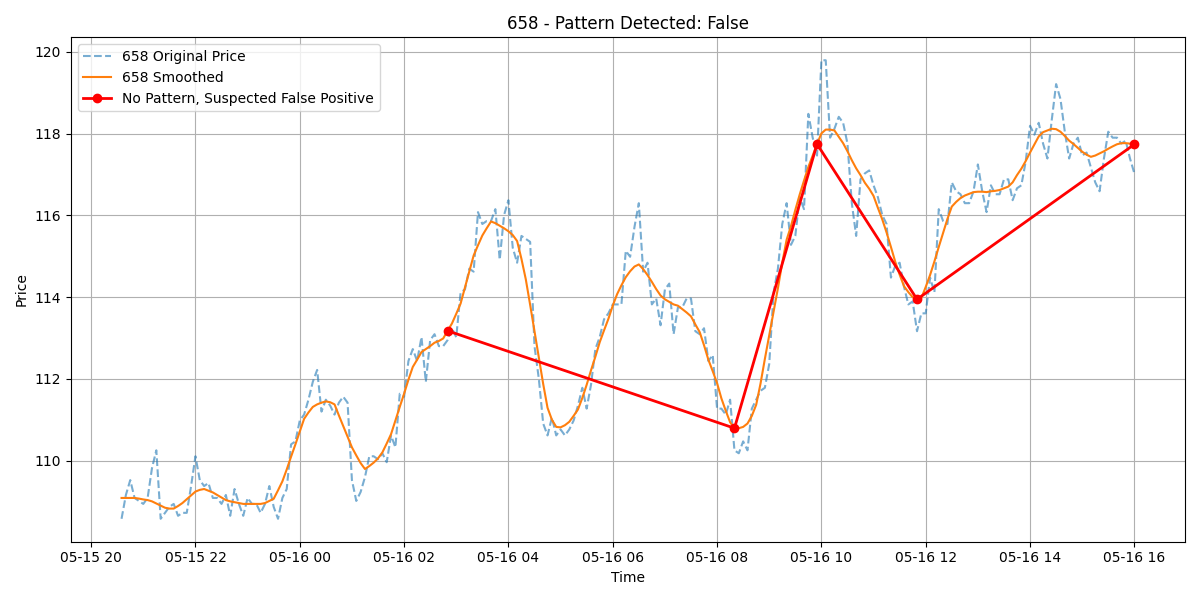 658 - Pattern Detected: False
658 Original Price
658 Smoothed
No Pattern, Suspected False Positive
Price
120
118
116
114
112
110
05-15 20 05-15 22 05-16 00 05-16 02 05-16 04 05-16 06 05-16 08 05-16 10 05-16 12 05-16 14 05-16 16
Time